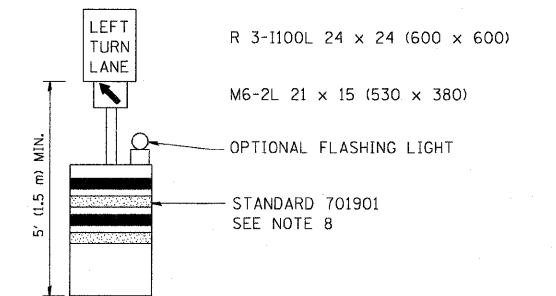 LEFT
TURN
LANE
R 3-I100L 24 x 24 (600 x 600)
M6-2L 21 x 15 (530 x 380)
OPTIONAL FLASHING LIGHT
STANDARD 701901
SEE NOTE 8
5' (1.5 m) MIN.